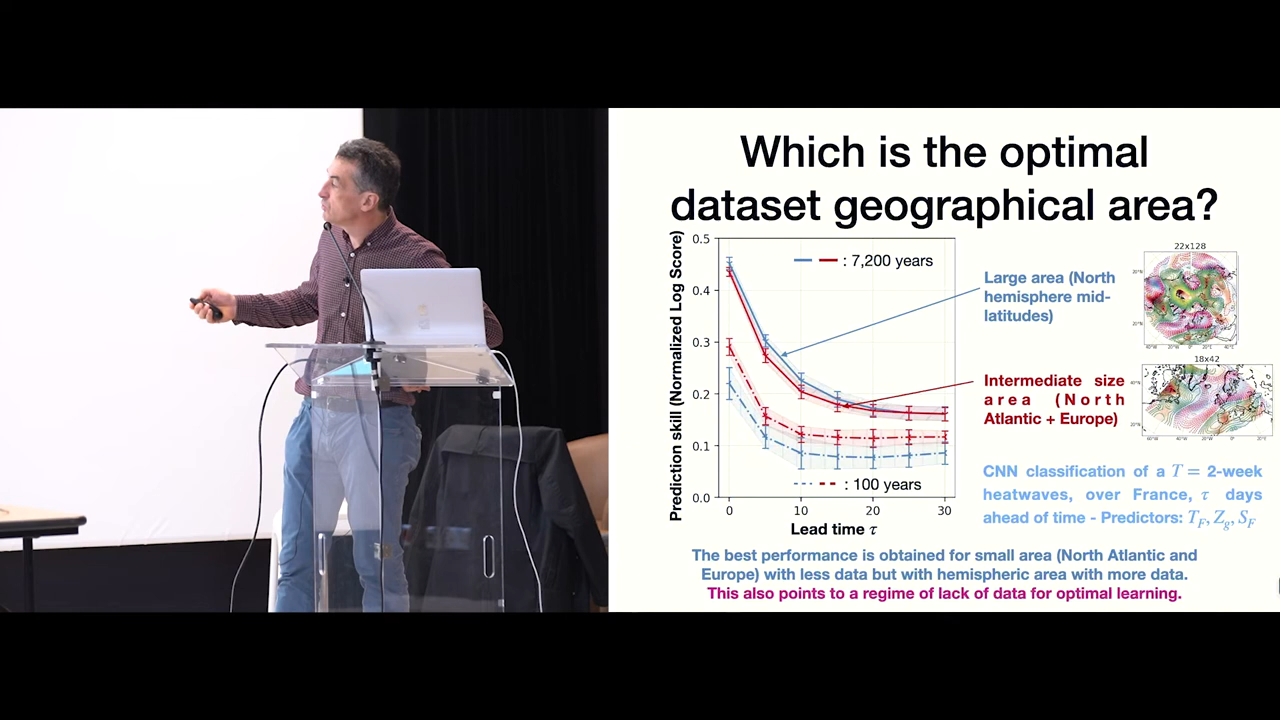 Which is the optimal
dataset geographical area?
Prediction skill (Normalized Log Score)
0.5
0.4
0.3
0.2
0.1
0.0
: 7,200 years
: 100 years
0
10
20
30
Lead time τ
Large area (North
hemisphere mid-
latitudes)
Intermediate size
area (North
Atlantic + Europe)
22x128
18x42
CNN classification of a T = 2-week
heatwaves, over France, τ days
ahead of time - Predictors: T_F, Z_g, S_F
The best performance is obtained for small area (North Atlantic and
Europe) with less data but with hemispheric area with more data.
This also points to a regime of lack of data for optimal learning.